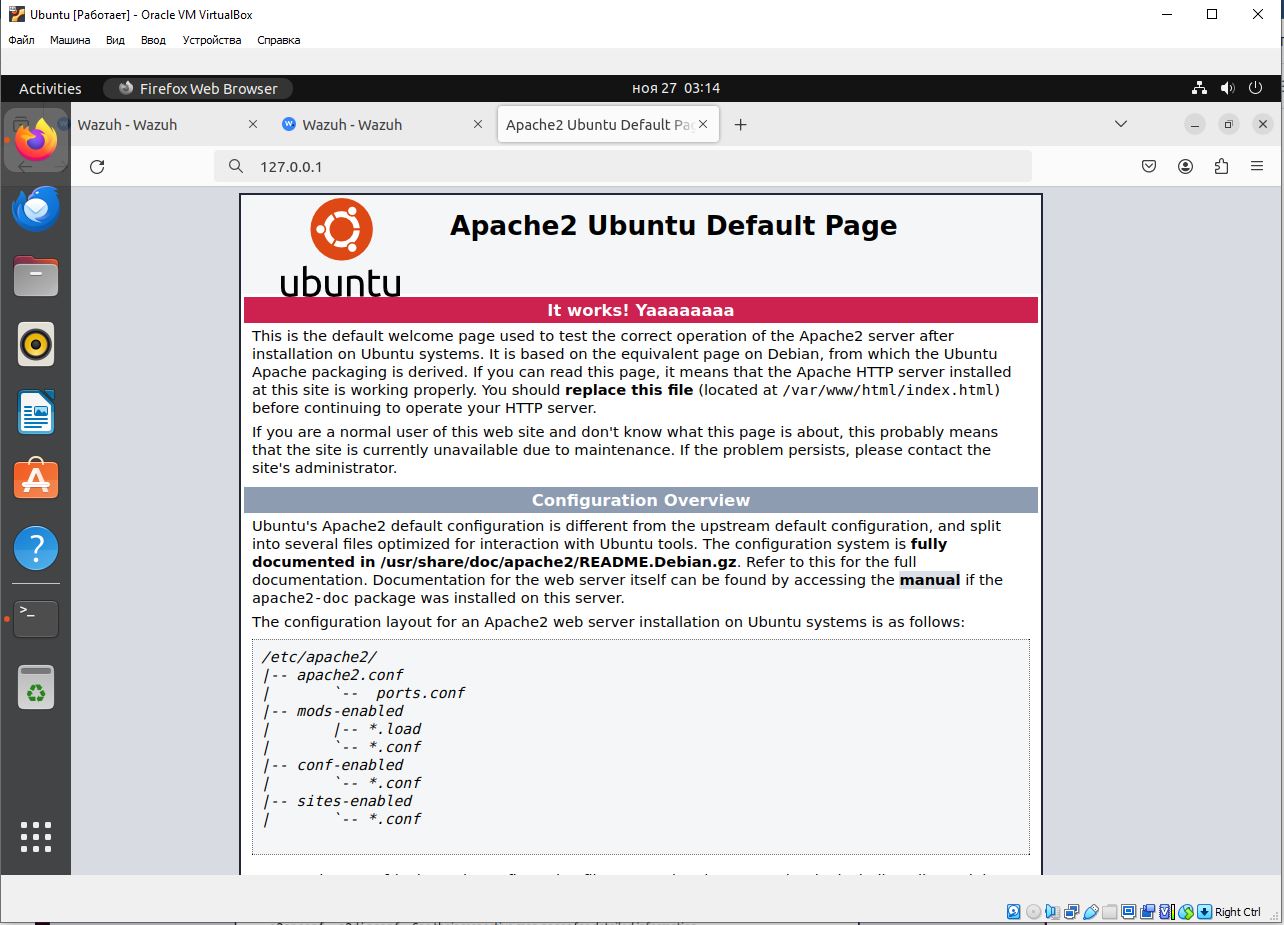 Ubuntu [Работает] - Oracle VM VirtualBox
Файл Машина Вид Ввод Устройства Справка
Activities Firefox Web Browser ноя 27 03:14
Wazuh - Wazuh Wazuh - Wazuh Apache2 Ubuntu Default Pa
127.0.0.1
ubuntu
Apache2 Ubuntu Default Page
It works! Yaaaaaaaa
This is the default welcome page used to test the correct operation of the Apache2 server after
installation on Ubuntu systems. It is based on the equivalent page on Debian, from which the Ubuntu
Apache packaging is derived. If you can read this page, it means that the Apache HTTP server installed
at this site is working properly. You should replace this file (located at /var/www/html/index.html)
before continuing to operate your HTTP server.
If you are a normal user of this web site and don't know what this page is about, this probably means
that the site is currently unavailable due to maintenance. If the problem persists, please contact the
site's administrator.
Configuration Overview
Ubuntu's Apache2 default configuration is different from the upstream default configuration, and split
into several files optimized for interaction with Ubuntu tools. The configuration system is fully
documented in /usr/share/doc/apache2/README.Debian.gz. Refer to this for the full
documentation. Documentation for the web server itself can be found by accessing the manual if the
apache2-doc package was installed on this server.
The configuration layout for an Apache2 web server installation on Ubuntu systems is as follows:
/etc/apache2/
|-- apache2.conf
|       `--  ports.conf
|-- mods-enabled
|       |-- *.load
|       `-- *.conf
|-- conf-enabled
|       `-- *.conf
|-- sites-enabled
|       `-- *.conf
Right Ctrl